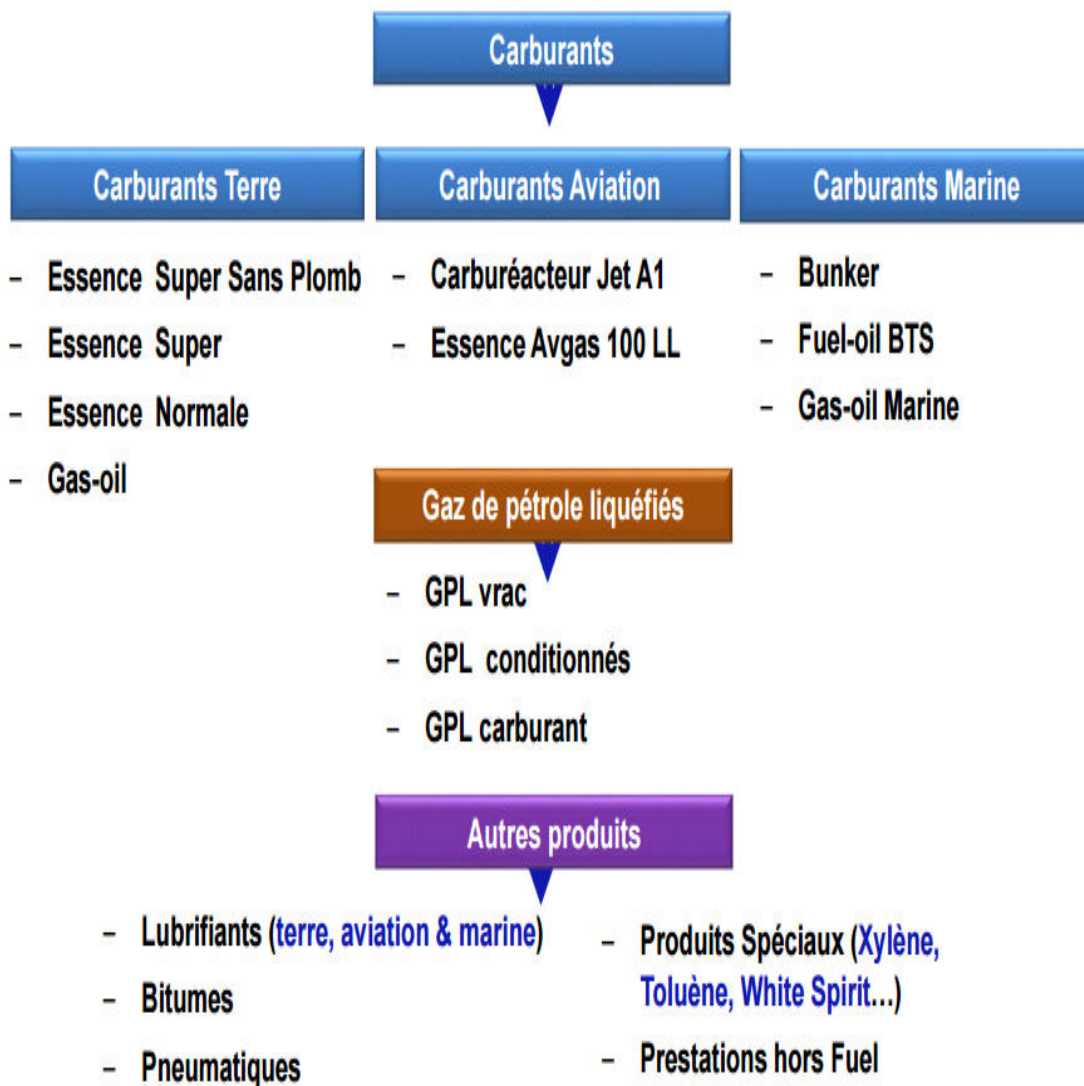 Carburants
Carburants Terre
– Essence Super Sans Plomb
– Essence Super
– Essence Normale
– Gas-oil
Carburants Aviation
– Carburéacteur Jet A1
– Essence Avgas 100 LL
Carburants Marine
– Bunker
– Fuel-oil BTS
– Gas-oil Marine
Gaz de pétrole liquéfiés
– GPL vrac
– GPL conditionnés
– GPL carburant
Autres produits
– Lubrifiants (terre, aviation & marine)
– Bitumes
– Pneumatiques
– Produits Spéciaux (Xylène,
Toluène, White Spirit...)
– Prestations hors Fuel